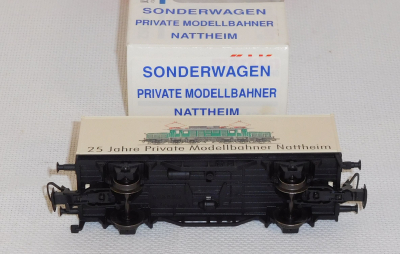 SONDERWAGEN
PRIVATE MODELLBAHNER
NATTHEIM
SONDERWAGEN
PRIVATE MODELLBAHNER
NATTHEIM
25 Jahre Private Modellbahner Nattheim